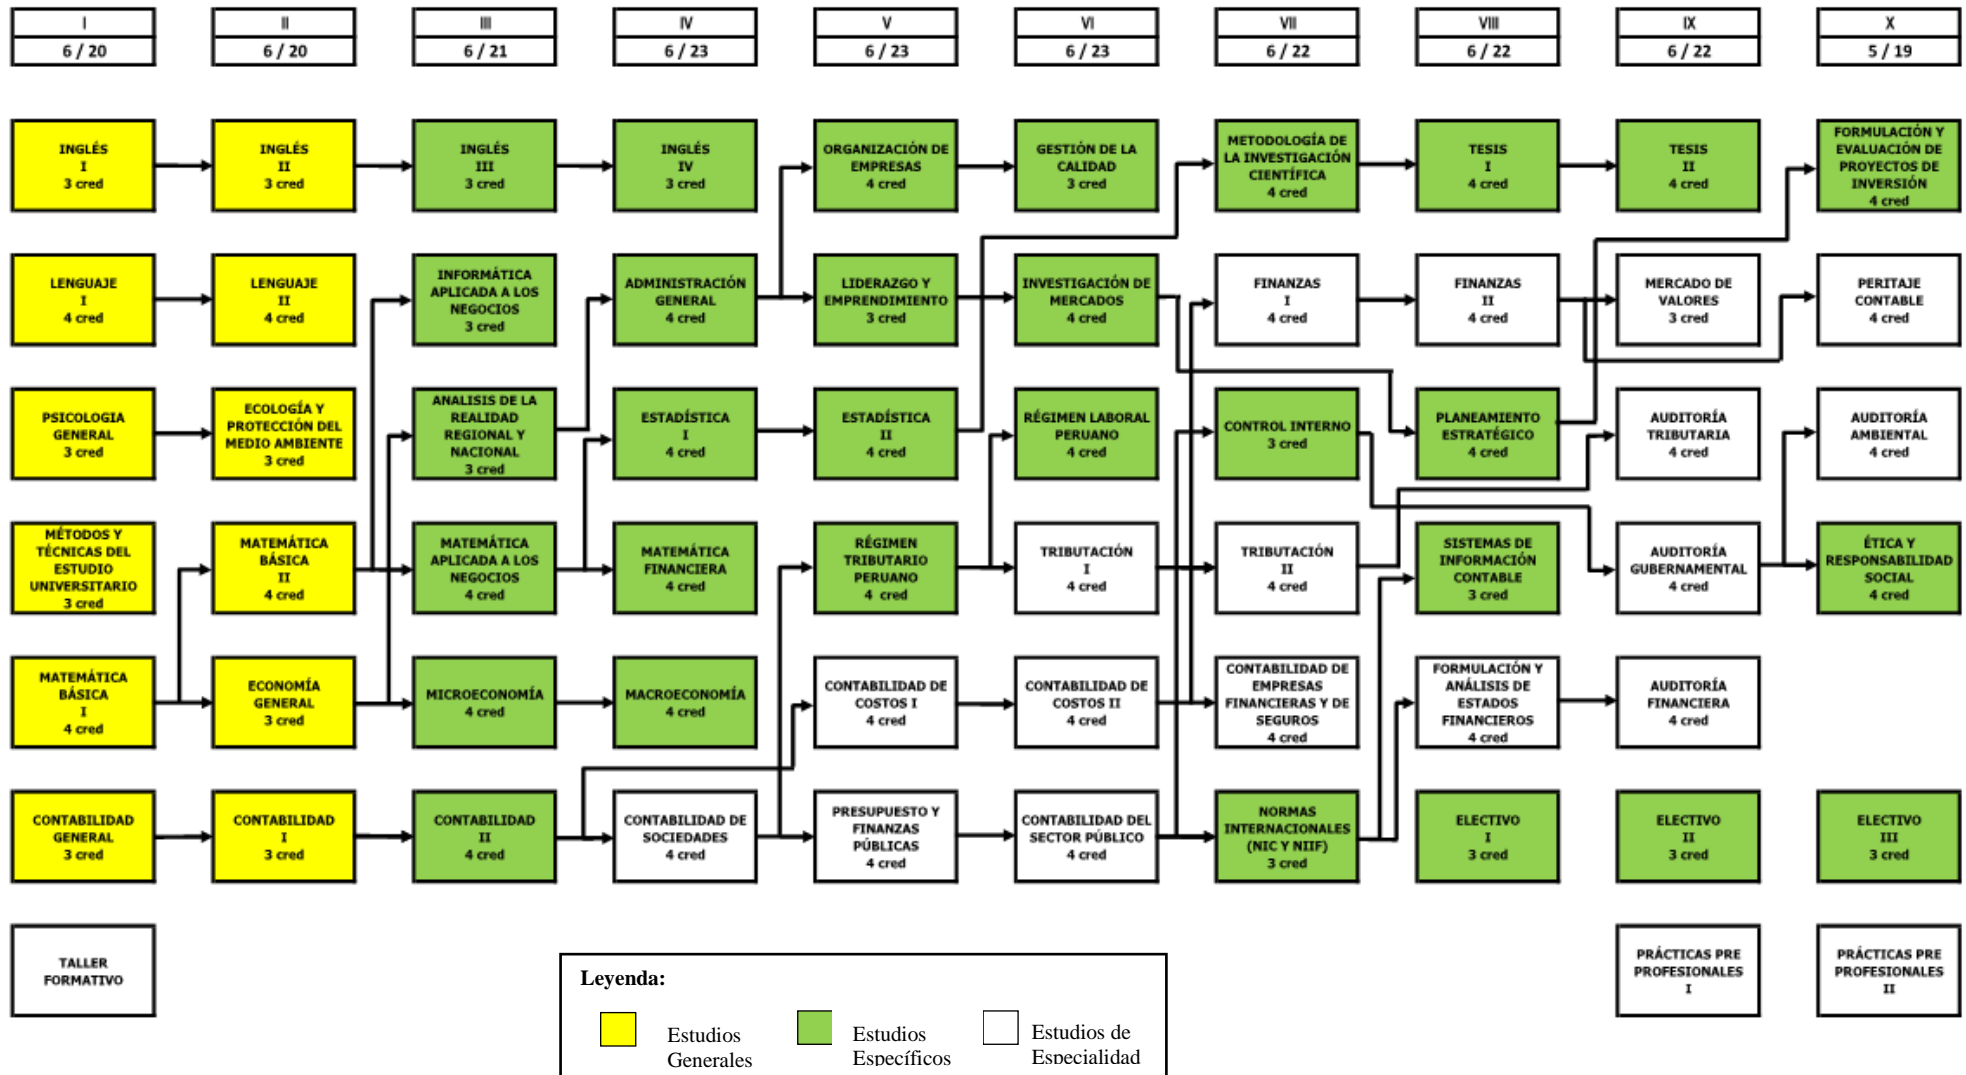 I
6 / 20
II
6 / 20
III
6 / 21
IV
6 / 23
V
6 / 23
VI
6 / 23
VII
6 / 22
VIII
6 / 22
IX
6 / 22
X
5 / 19
INGLÉS
I
3 cred
INGLÉS
II
3 cred
INGLÉS
III
3 cred
INGLÉS
IV
3 cred
ORGANIZACIÓN DE
EMPRESAS
4 cred
GESTIÓN DE LA
CALIDAD
3 cred
METODOLOGÍA DE
LA INVESTIGACIÓN
CIENTÍFICA
4 cred
TESIS
I
4 cred
TESIS
II
4 cred
FORMULACIÓN Y
EVALUACIÓN DE
PROYECTOS DE
INVERSIÓN
4 cred
LENGUAJE
I
4 cred
LENGUAJE
II
4 cred
INFORMÁTICA
APLICADA A LOS
NEGOCIOS
3 cred
ADMINISTRACIÓN
GENERAL
4 cred
LIDERAZGO Y
EMPRENDIMIENTO
3 cred
INVESTIGACIÓN DE
MERCADOS
4 cred
FINANZAS
I
4 cred
FINANZAS
II
4 cred
MERCADO DE
VALORES
3 cred
PERITAJE
CONTABLE
4 cred
PSICOLOGIA
GENERAL
3 cred
ECOLOGÍA Y
PROTECCIÓN DEL
MEDIO AMBIENTE
3 cred
ANALISIS DE LA
REALIDAD
REGIONAL Y
NACIONAL
3 cred
ESTADÍSTICA
I
4 cred
ESTADÍSTICA
II
4 cred
RÉGIMEN LABORAL
PERUANO
4 cred
CONTROL INTERNO
3 cred
PLANEAMIENTO
ESTRATÉGICO
4 cred
AUDITORÍA
TRIBUTARIA
4 cred
AUDITORÍA
AMBIENTAL
4 cred
MÉTODOS Y
TÉCNICAS DEL
ESTUDIO
UNIVERSITARIO
3 cred
MATEMÁTICA
BÁSICA
II
4 cred
MATEMÁTICA
APLICADA A LOS
NEGOCIOS
4 cred
MATEMÁTICA
FINANCIERA
4 cred
RÉGIMEN
TRIBUTARIO
PERUANO
4 cred
TRIBUTACIÓN
I
4 cred
TRIBUTACIÓN
II
4 cred
SISTEMAS DE
INFORMACIÓN
CONTABLE
3 cred
AUDITORÍA
GUBERNAMENTAL
4 cred
ÉTICA Y
RESPONSABILIDAD
SOCIAL
4 cred
MATEMÁTICA
BÁSICA
I
4 cred
ECONOMÍA
GENERAL
3 cred
MICROECONOMÍA
4 cred
MACROECONOMÍA
4 cred
CONTABILIDAD DE
COSTOS I
4 cred
CONTABILIDAD DE
COSTOS II
4 cred
CONTABILIDAD DE
EMPRESAS
FINANCIERAS Y DE
SEGUROS
4 cred
FORMULACIÓN Y
ANÁLISIS DE
ESTADOS
FINANCIEROS
4 cred
AUDITORÍA
FINANCIERA
4 cred
CONTABILIDAD
GENERAL
3 cred
CONTABILIDAD
I
3 cred
CONTABILIDAD
II
4 cred
CONTABILIDAD DE
SOCIEDADES
4 cred
PRESUPUESTO Y
FINANZAS
PÚBLICAS
4 cred
CONTABILIDAD DEL
SECTOR PÚBLICO
4 cred
NORMAS
INTERNACIONALES
(NIC Y NIIF)
3 cred
ELECTIVO
I
3 cred
ELECTIVO
II
3 cred
ELECTIVO
III
3 cred
TALLER
FORMATIVO
PRÁCTICAS PRE
PROFESIONALES
I
PRÁCTICAS PRE
PROFESIONALES
II
Leyenda:
Estudios
Generales
Estudios
Específicos
Estudios de
Especialidad